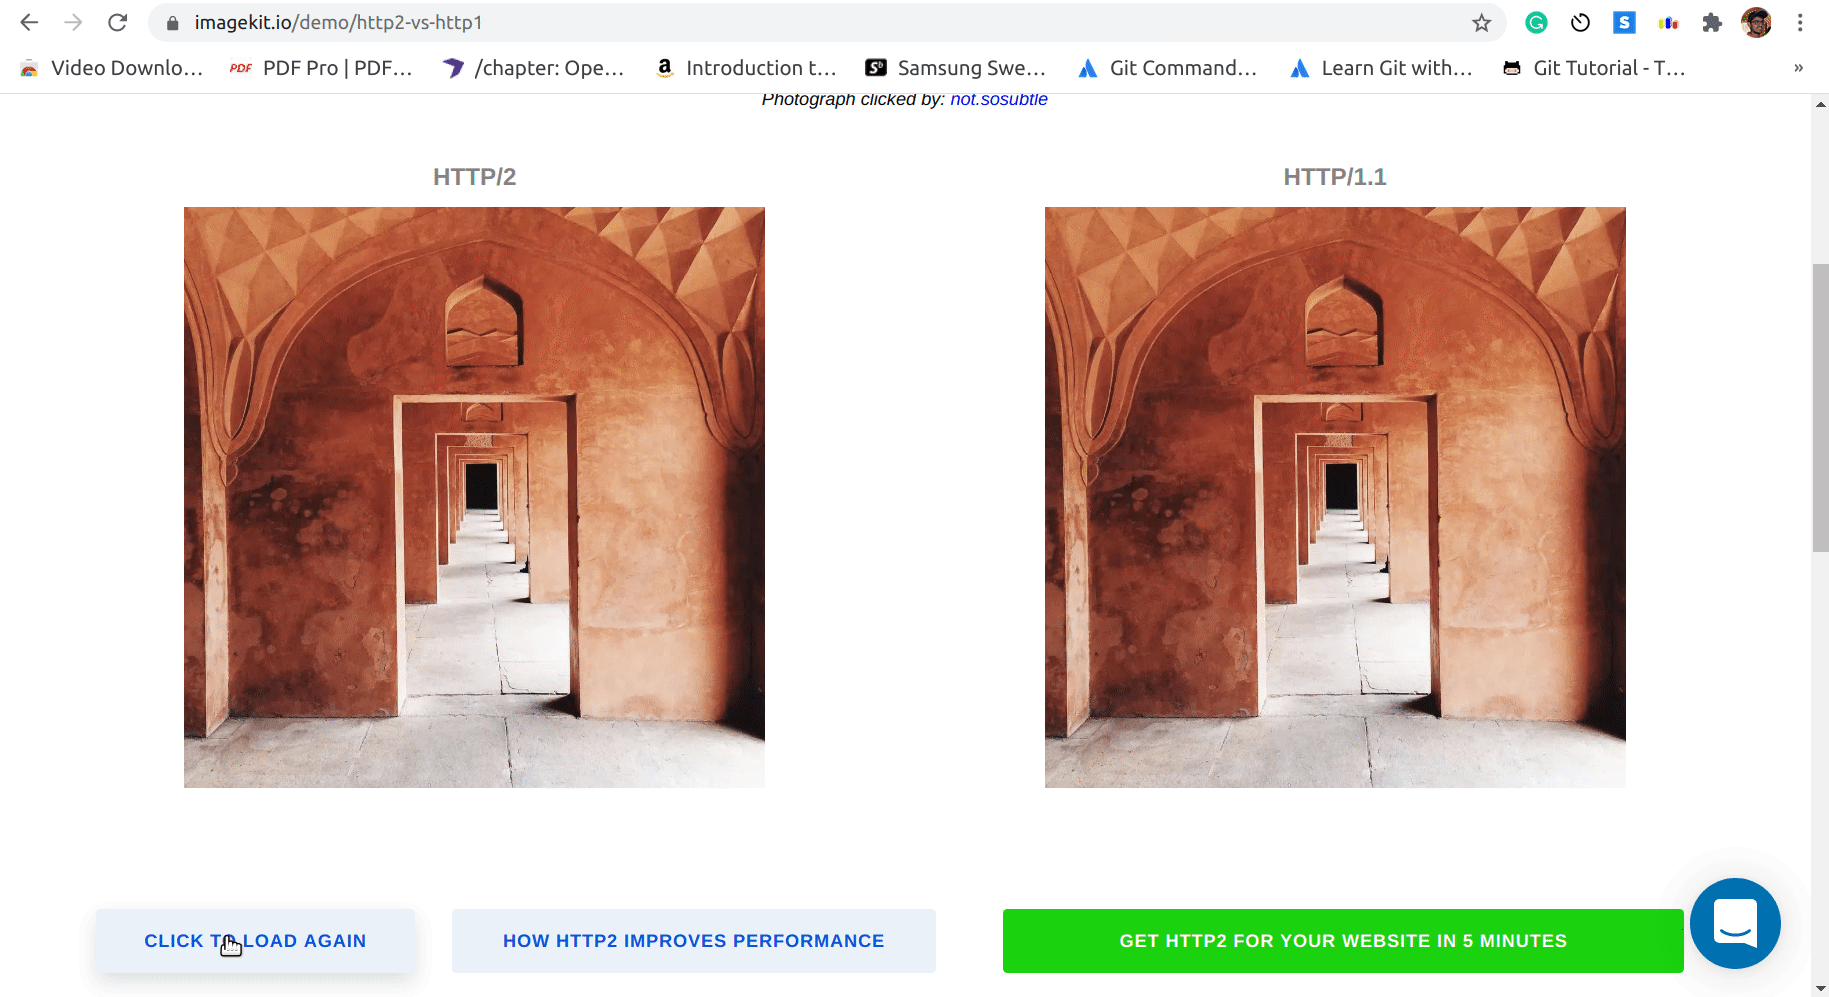 imagekit.io/demo/http2-vs-http1
Video Downlo... PDF PDF Pro | PDF... /chapter: Ope... a Introduction t... Sb Samsung Swe... Git Command... Learn Git with... Git Tutorial - T... »
Photograph clicked by: not.sosubtle
HTTP/2 HTTP/1.1
CLICK TO LOAD AGAIN HOW HTTP2 IMPROVES PERFORMANCE GET HTTP2 FOR YOUR WEBSITE IN 5 MINUTES